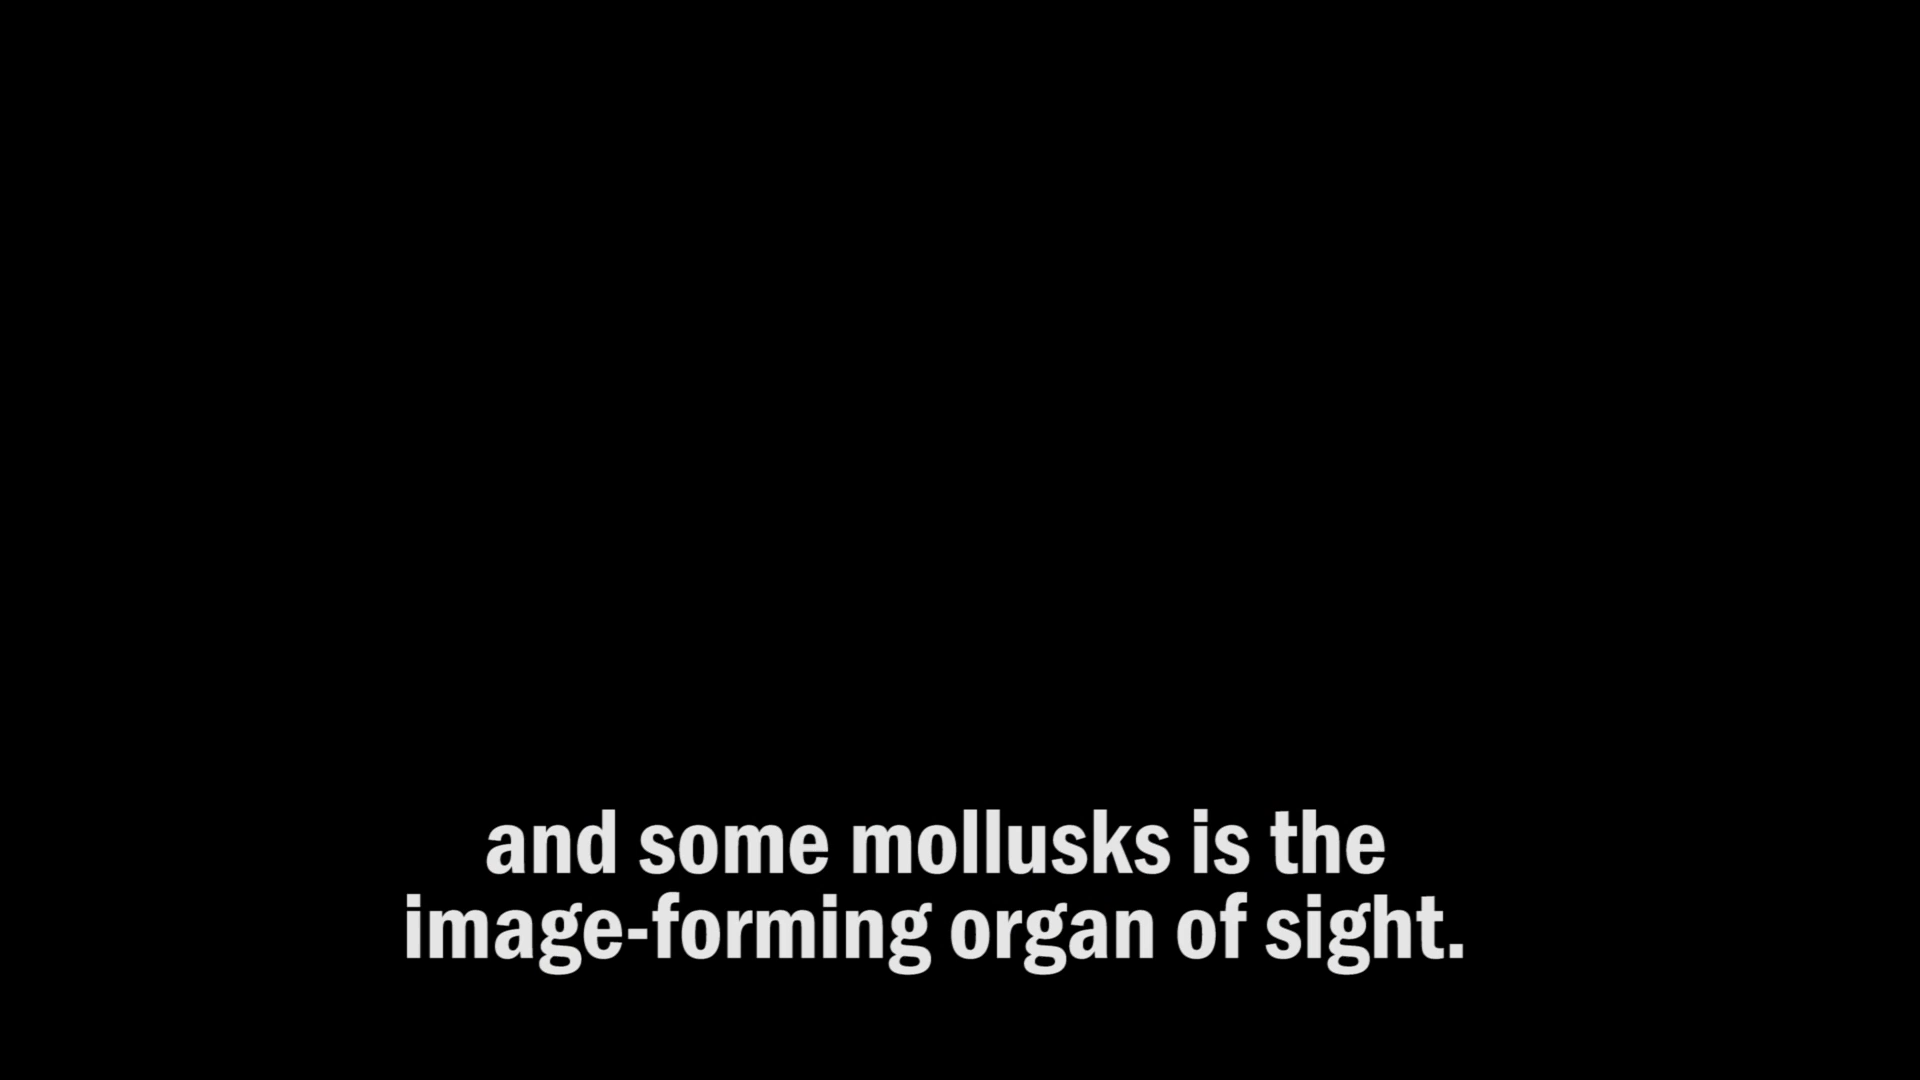 and some mollusks is the
image-forming organ of sight.